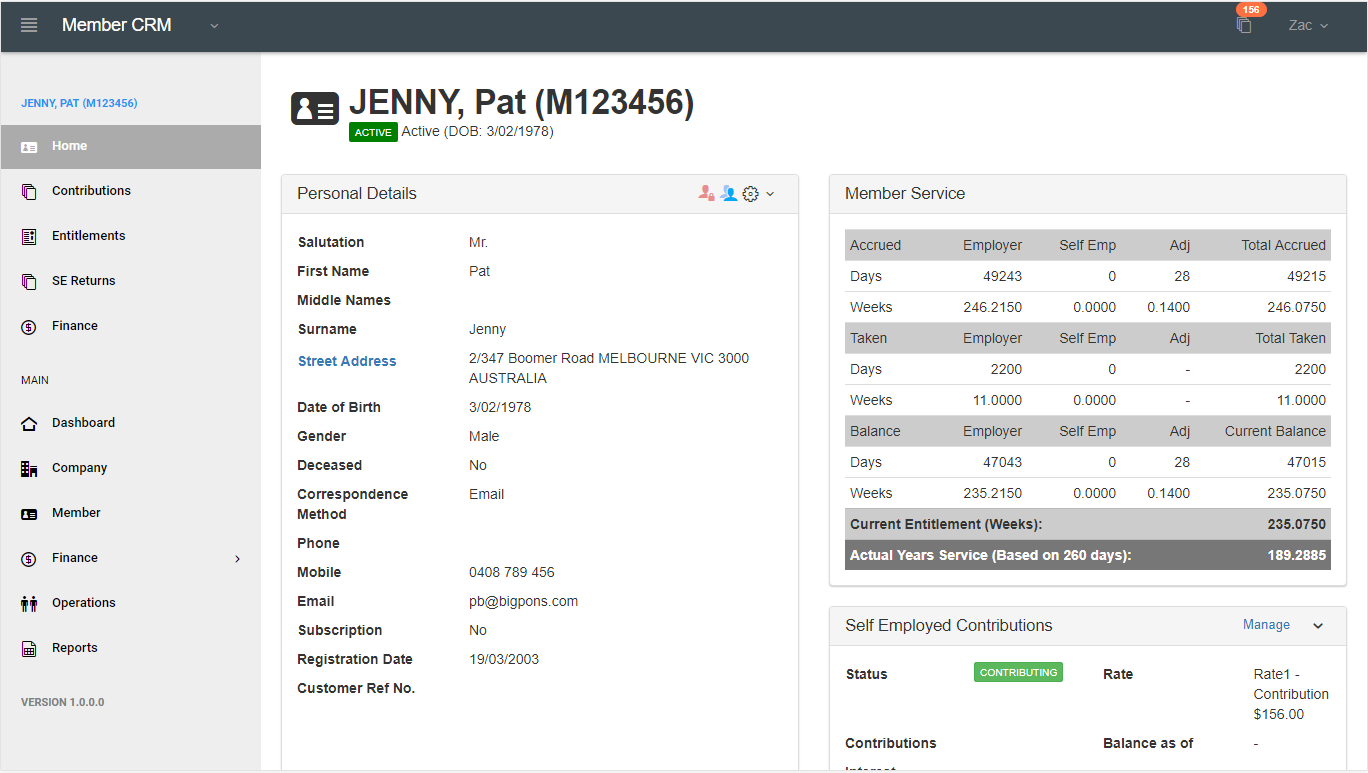 Member CRM
156
Zac
JENNY, PAT (M123456)
Home
Contributions
Entitlements
SE Returns
Finance
MAIN
Dashboard
Company
Member
Finance
Operations
Reports
VERSION 1.0.0.0
JENNY, Pat (M123456)
ACTIVE Active (DOB: 3/02/1978)
Personal Details
Salutation Mr.
First Name Pat
Middle Names
Surname Jenny
Street Address 2/347 Boomer Road MELBOURNE VIC 3000
AUSTRALIA
Date of Birth 3/02/1978
Gender Male
Deceased No
Correspondence Email
Method
Phone
Mobile 0408 789 456
Email pb@bigpons.com
Subscription No
Registration Date 19/03/2003
Customer Ref No.
Member Service
Accrued Employer Self Emp Adj Total Accrued
Days 49243 0 28 49215
Weeks 246.2150 0.0000 0.1400 246.0750
Taken Employer Self Emp Adj Total Taken
Days 2200 0 - 2200
Weeks 11.0000 0.0000 - 11.0000
Balance Employer Self Emp Adj Current Balance
Days 47043 0 28 47015
Weeks 235.2150 0.0000 0.1400 235.0750
Current Entitlement (Weeks): 235.0750
Actual Years Service (Based on 260 days): 189.2885
Self Employed Contributions Manage
Status CONTRIBUTING Rate Rate1 -
Contribution
$156.00
Contributions Balance as of -